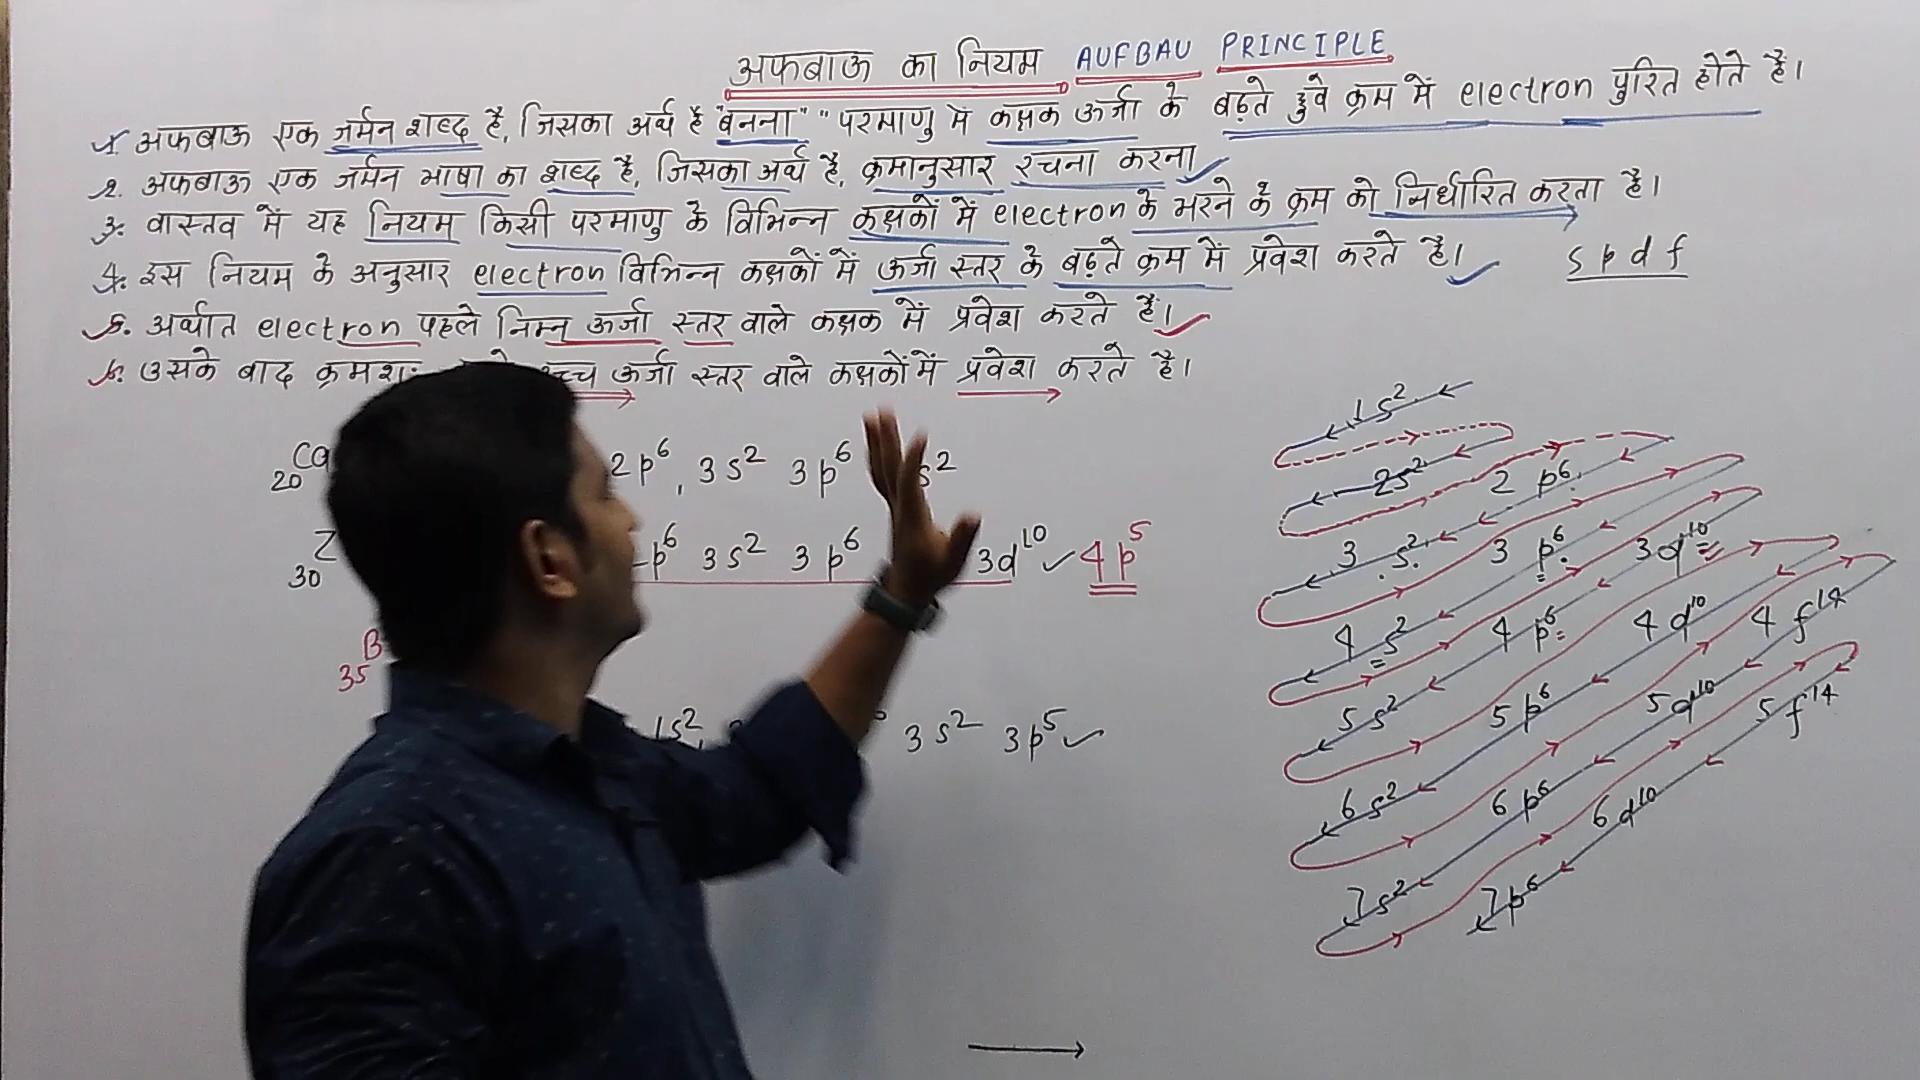 अफबाऊ का नियम AUFBAU PRINCIPLE
1. अफबाऊ एक जर्मन शब्द है, जिसका अर्थ है "बनना" "परमाणु में कक्षक ऊर्जा के बढ़ते हुवे क्रम में electron पुरित होते है।
2. अफबाऊ एक जर्मन भाषा का शब्द है, जिसका अर्थ है, क्रमानुसार रचना करना
3. वास्तव में यह नियम किसी परमाणु के विभिन्न कक्षकों में electron के भरने के क्रम को निर्धारित करता है।
4. इस नियम के अनुसार electron विभिन्न कक्षकों में ऊर्जा स्तर के बढ़ते क्रम में प्रवेश करते है।
s p d f
5. अर्थात electron पहले निम्न ऊर्जा स्तर वाले कक्षक में प्रवेश करते है।
6. उसके बाद क्रमशः ऊर्जा स्तर वाले कक्षकों में प्रवेश करते है।
20 Ca 2p⁶, 3s² 3p⁶ s²
30 Z p⁶ 3s² 3p⁶ 3d¹⁰ 4p⁵
35 B
1s², 3s² 3p⁵
1s²
2s² 2p⁶
3s² 3p⁶ 3d¹⁰
4s² 4p⁶ 4d¹⁰ 4f¹⁴
5s² 5p⁶ 5d¹⁰ 5f¹⁴
6s² 6p⁶ 6d¹⁰
7s² 7p⁶